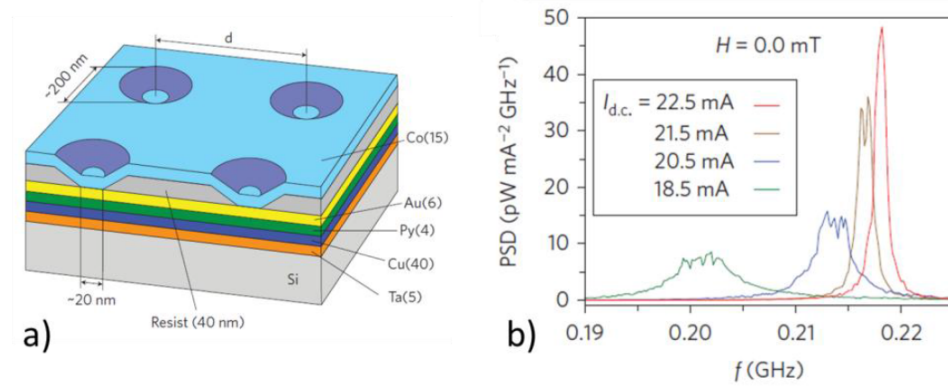 d
~200 nm
Co(15)
Au(6)
Py(4)
Cu(40)
Ta(5)
Si
~20 nm
Resist (40 nm)
a)
PSD (pW mA⁻² GHz⁻¹)
50
40
30
20
10
0
H = 0.0 mT
I_d.c. = 22.5 mA
21.5 mA
20.5 mA
18.5 mA
0.19
0.20
0.21
0.22
f (GHz)
b)